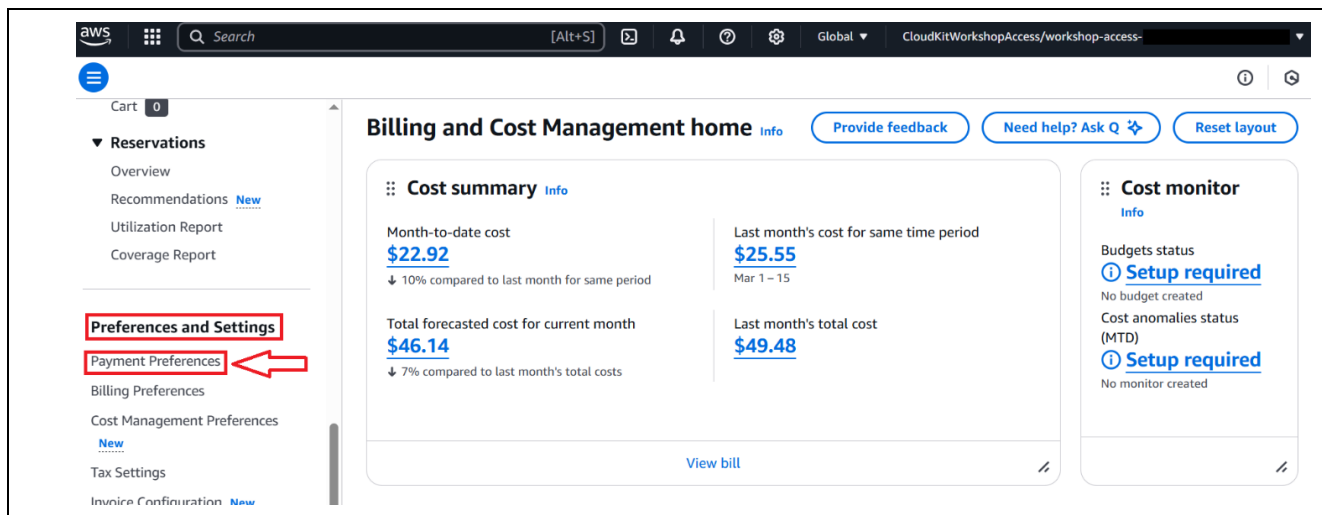 aws
Search [Alt+S] Global ▼ CloudKitWorkshopAccess/workshop-access- ▼
Cart 0
▼ Reservations
Overview
Recommendations New
Utilization Report
Coverage Report
Preferences and Settings
Payment Preferences
Billing Preferences
Cost Management Preferences
New
Tax Settings
Invoice Configuration New
Billing and Cost Management home Info Provide feedback Need help? Ask Q Reset layout
Cost summary Info
Month-to-date cost
$22.92
↓ 10% compared to last month for same period
Last month's cost for same time period
$25.55
Mar 1 – 15
Total forecasted cost for current month
$46.14
↓ 7% compared to last month's total costs
Last month's total cost
$49.48
View bill
Cost monitor
Info
Budgets status
Setup required
No budget created
Cost anomalies status
(MTD)
Setup required
No monitor created